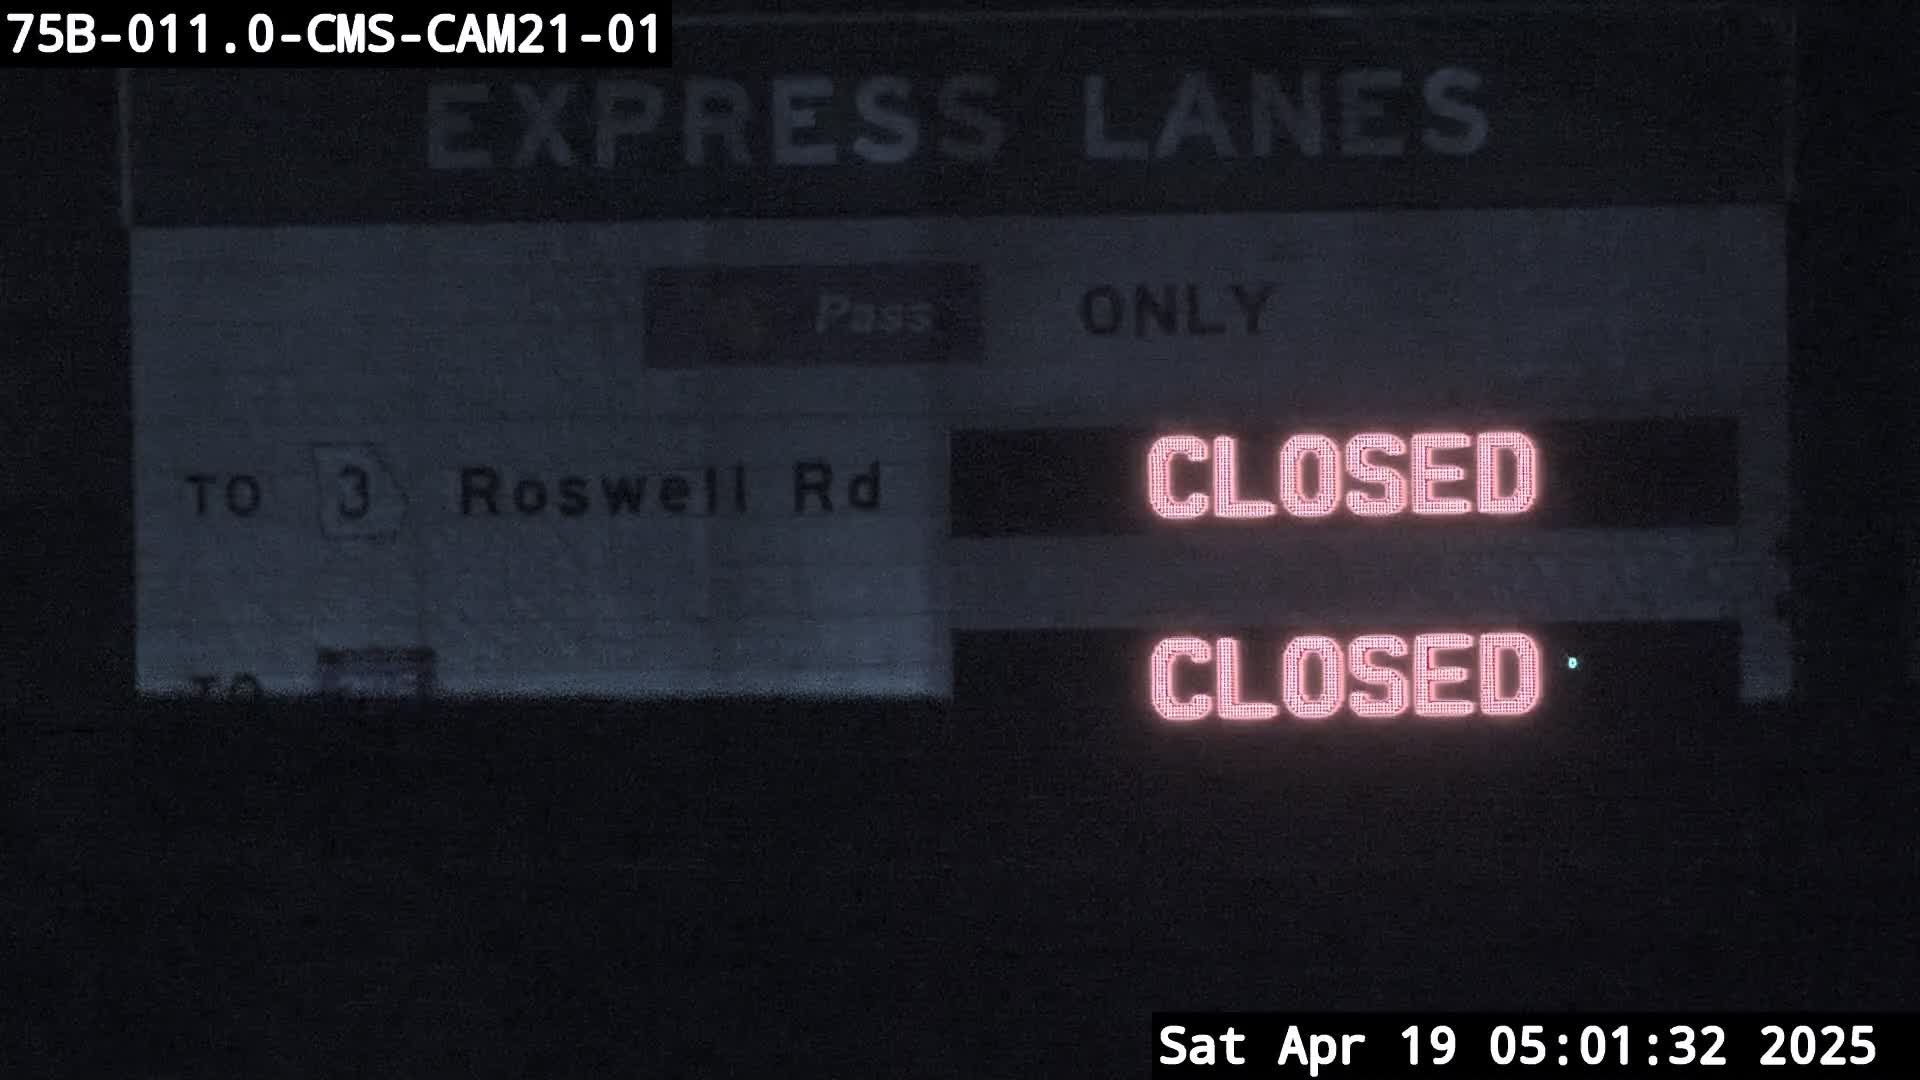 75B-011.0-CMS-CAM21-01
EXPRESS LANES
Pass ONLY
TO 3 Roswell Rd CLOSED
TO CLOSED
Sat Apr 19 05:01:32 2025